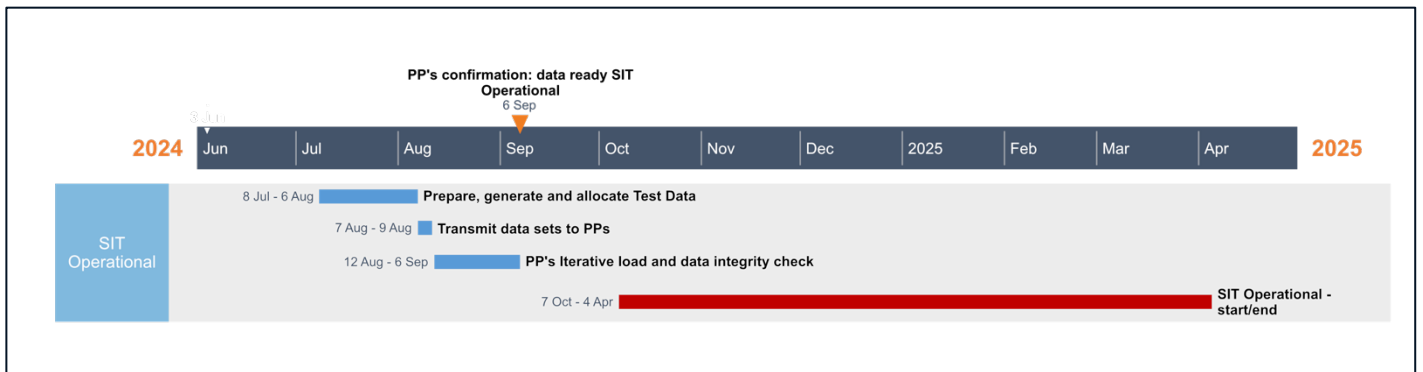 PP's confirmation: data ready SIT
Operational
6 Sep
3 Jun
2024
Jun
Jul
Aug
Sep
Oct
Nov
Dec
2025
Feb
Mar
Apr
2025
SIT
Operational
8 Jul - 6 Aug
Prepare, generate and allocate Test Data
7 Aug - 9 Aug
Transmit data sets to PPs
12 Aug - 6 Sep
PP's Iterative load and data integrity check
7 Oct - 4 Apr
SIT Operational -
start/end